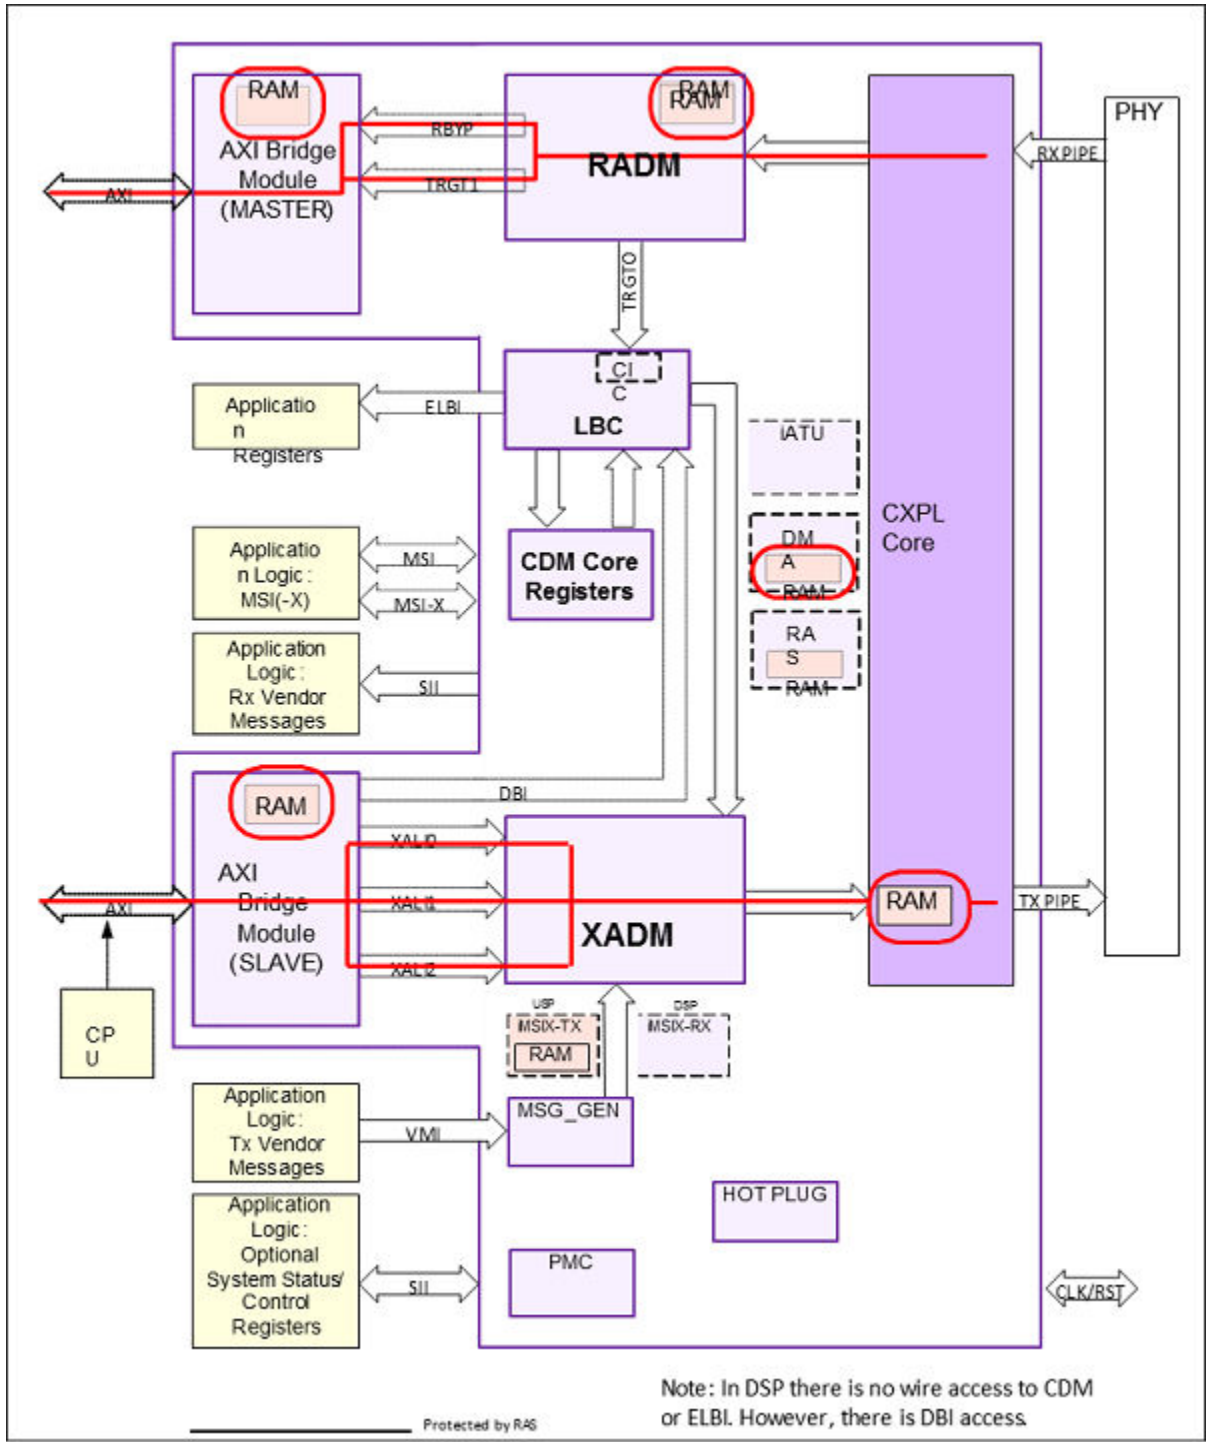 RAM
AXI Bridge
Module
(MASTER)
AXI
RBYP
TRGT1
RAM
RAM
RADM
RX PIPE
PHY
TRGT0
CI
C
LBC
ELBI
Applicatio
n
Registers
iATU
CXPL
Core
DM
A
RAM
RA
S
RAM
CDM Core
Registers
Applicatio
n Logic:
MSI(-X)
MSI
MSI-X
Application
Logic:
Rx Vendor
Messages
SII
RAM
AXI
Bridge
Module
(SLAVE)
AXI
DBI
XALI0
XALI1
XALI2
XADM
RAM
TX PIPE
CP
U
USP
MSIX-TX
RAM
DSP
MSIX-RX
MSG_GEN
Application
Logic:
Tx Vendor
Messages
VMI
HOT PLUG
Application
Logic:
Optional
System Status/
Control
Registers
SII
PMC
CLK/RST
Note: In DSP there is no wire access to CDM
or ELBI. However, there is DBI access.
Protected by RAS